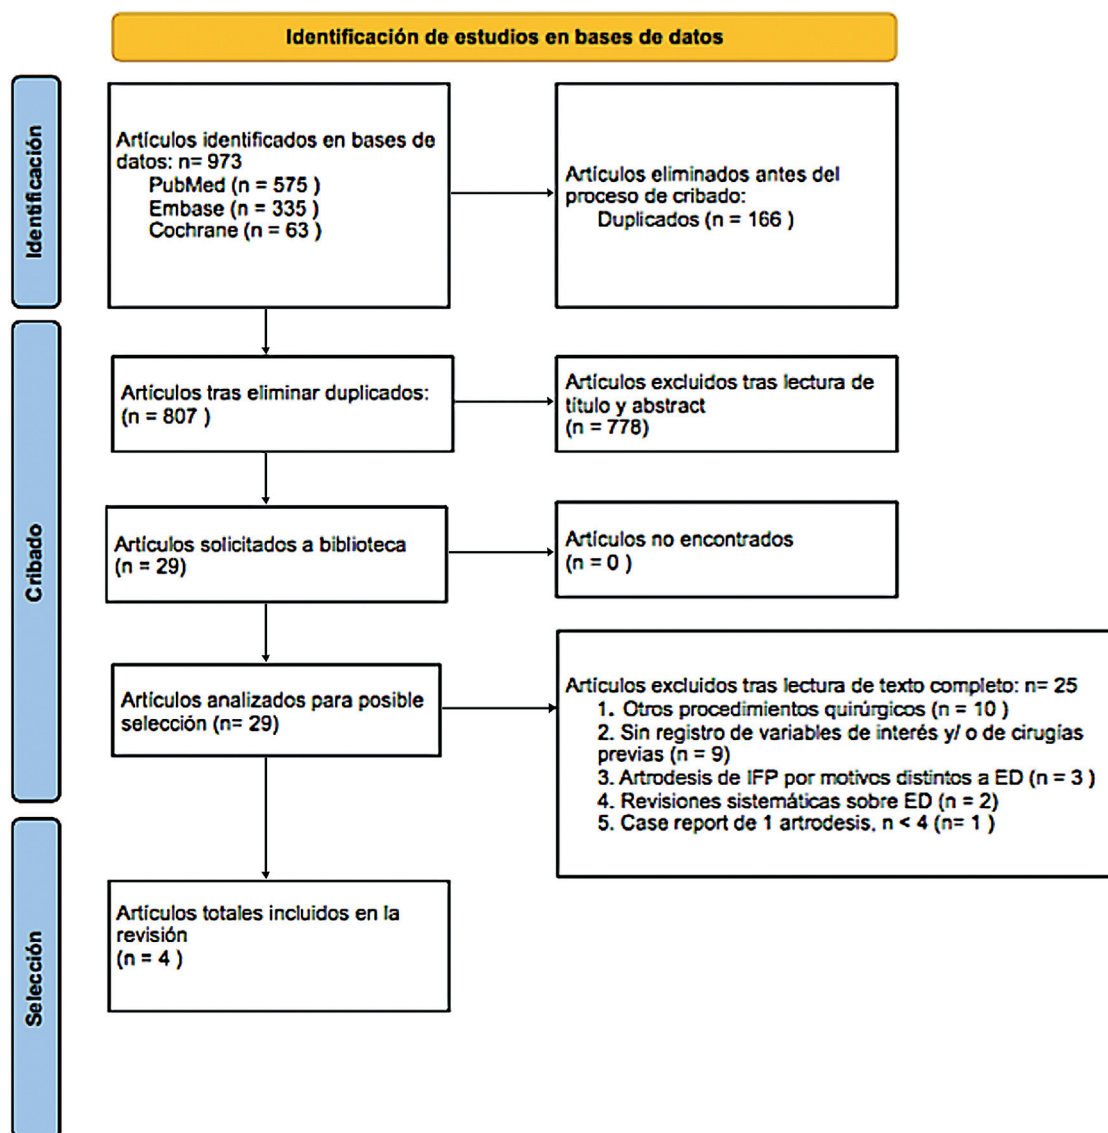 Identificación de estudios en bases de datos
Identificación
Artículos identificados en bases de
datos: n= 973
PubMed (n = 575 )
Embase (n = 335 )
Cochrane (n = 63 )
Artículos eliminados antes del
proceso de cribado:
Duplicados (n = 166 )
Cribado
Artículos tras eliminar duplicados:
(n = 807 )
Artículos excluidos tras lectura de
título y abstract
(n = 778)
Artículos solicitados a biblioteca
(n = 29)
Artículos no encontrados
(n = 0 )
Artículos analizados para posible
selección (n= 29)
Artículos excluidos tras lectura de texto completo: n= 25
1. Otros procedimientos quirúrgicos (n = 10 )
2. Sin registro de variables de interés y/ o de cirugías
previas (n = 9)
3. Artrodesis de IFP por motivos distintos a ED (n = 3 )
4. Revisiones sistemáticas sobre ED (n = 2)
5. Case report de 1 artrodesis, n < 4 (n= 1 )
Selección
Artículos totales incluidos en la
revisión
(n = 4 )